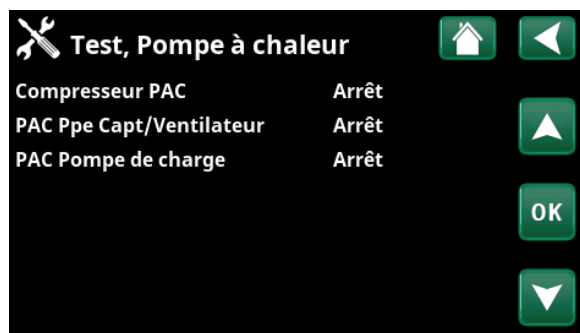 Test, Pompe à chaleur
Compresseur PAC Arrêt
PAC Ppe Capt/Ventilateur Arrêt
PAC Pompe de charge Arrêt
OK